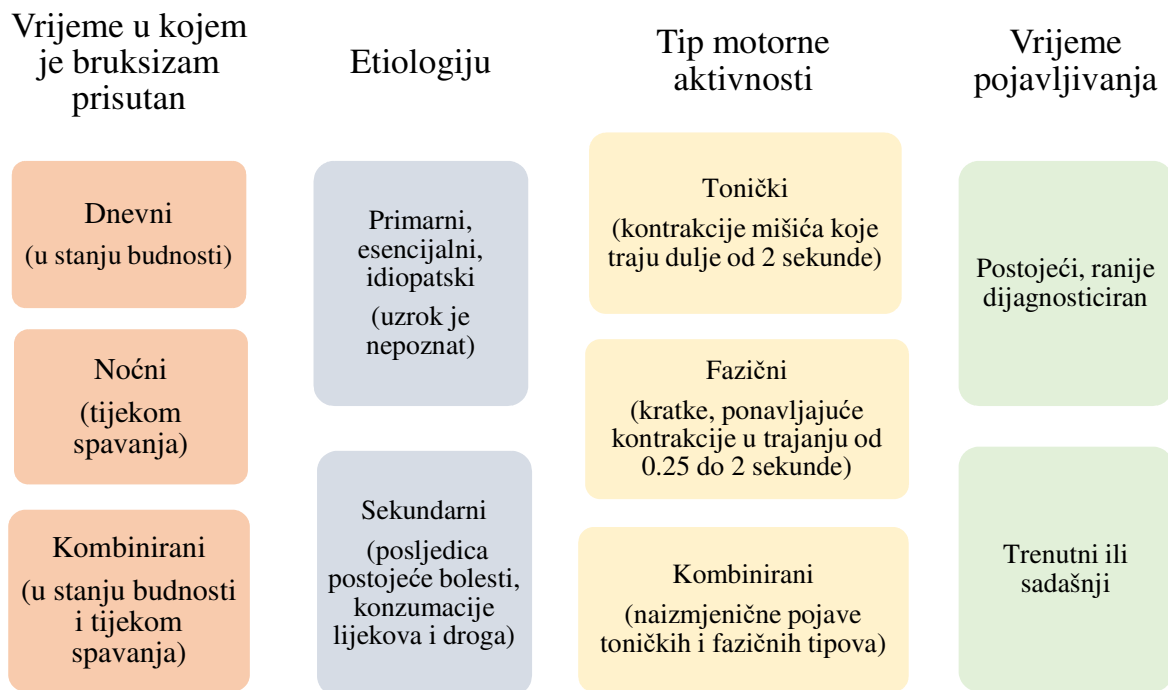 Vrijeme u kojem
je bruksizam
prisutan
Etiologiju
Tip motorne
aktivnosti
Vrijeme
pojavljivanja
Dnevni
(u stanju budnosti)
Noćni
(tijekom
spavanja)
Kombinirani
(u stanju budnosti
i tijekom
spavanja)
Primarni,
esencijalni,
idiopatski
(uzrok je
nepoznat)
Sekundarni
(posljedica
postojeće bolesti,
konzumacije
lijekova i droga)
Tonički
(kontrakcije mišića koje
traju dulje od 2 sekunde)
Fazični
(kratke, ponavljajuće
kontrakcije u trajanju od
0.25 do 2 sekunde)
Kombinirani
(naizmjenične pojave
toničkih i fazičnih tipova)
Postojeći, ranije
dijagnosticiran
Trenutni ili
sadašnji